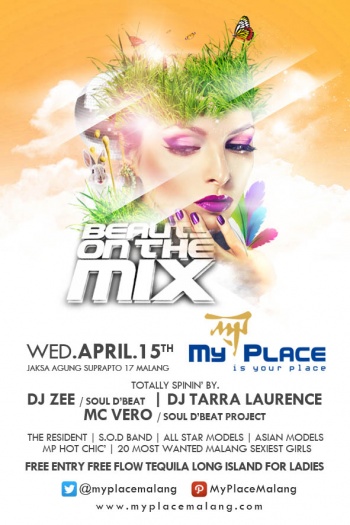 BEAUT
ON THE
MIX
myp
WED.APRIL.15TH
JAKSA AGUNG SUPRAPTO 17 MALANG
MY PLACE
is your place
TOTALLY SPININ' BY.
DJ ZEE / SOUL D'BEAT | DJ TARRA LAURENCE
MC VERO / SOUL D'BEAT PROJECT
THE RESIDENT | S.O.D BAND | ALL STAR MODELS | ASIAN MODELS
MP HOT CHIC' | 20 MOST WANTED MALANG SEXIEST GIRLS
FREE ENTRY FREE FLOW TEQUILA LONG ISLAND FOR LADIES
@myplacemalang MyPlaceMalang
www.myplacemalang.com